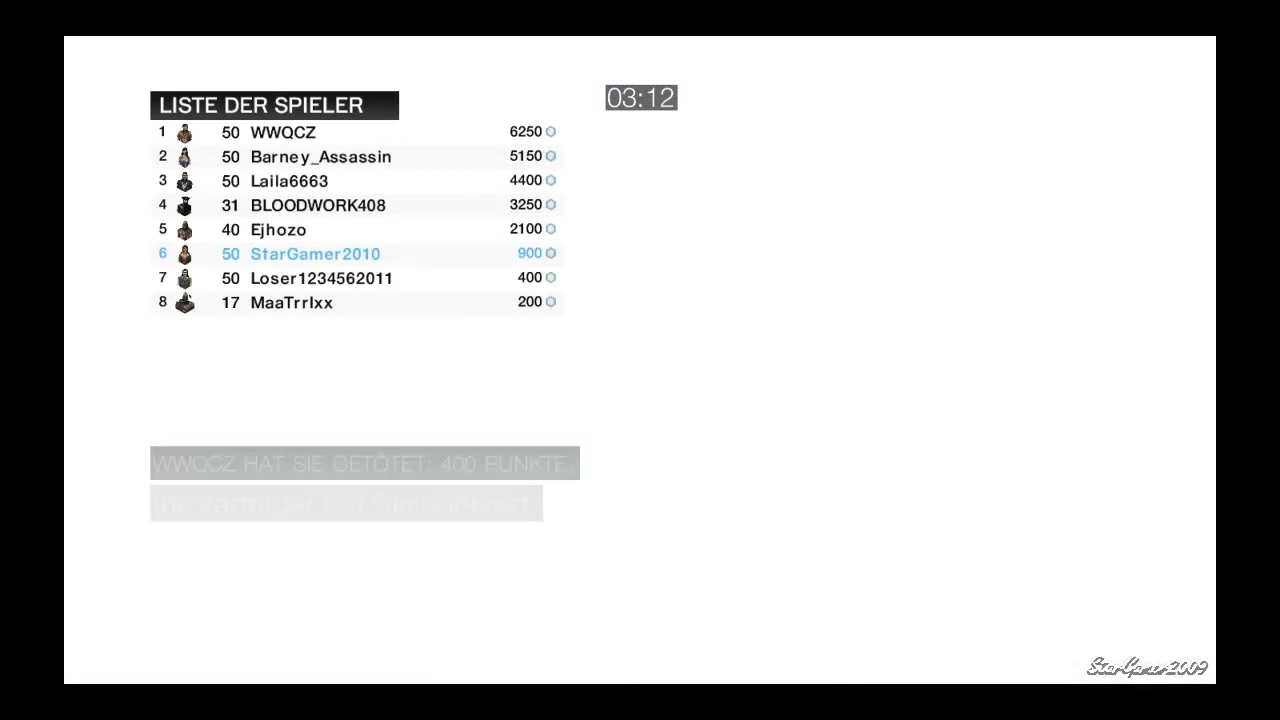 LISTE DER SPIELER
03:12
1 50 WWQCZ 6250
2 50 Barney_Assassin 5150
3 50 Laila6663 4400
4 31 BLOODWORK408 3250
5 40 Ejhozo 2100
6 50 StarGamer2010 900
7 50 Loser1234562011 400
8 17 MaaTrrIxx 200
WWQCZ HAT SIE GETÖTET: 400 PUNKTE.
StarGamer2009